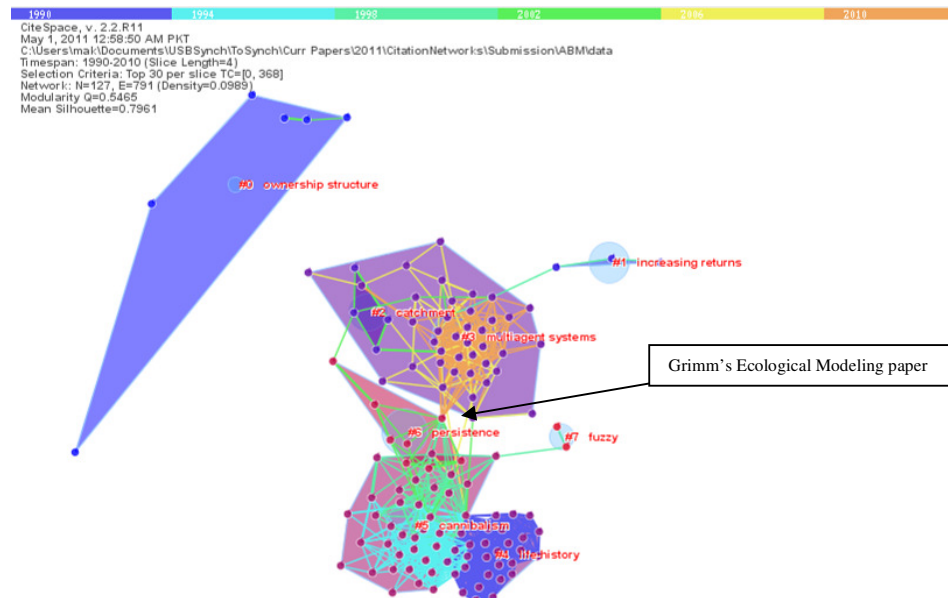 1990 1994 1998 2002 2006 2010
CiteSpace, v. 2.2.R11
May 1, 2011 12:58:50 AM PKT
C:\Users\mak\Documents\USBSynch\ToSynch\Curr Papers\2011\CitationNetworks\Submission\ABM\data
Timespan: 1990-2010 (Slice Length=4)
Selection Criteria: Top 30 per slice TC=[0, 368]
Network: N=127, E=791 (Density=0.0989)
Modularity Q=0.5465
Mean Silhouette=0.7961
#0 ownership structure
#1 increasing returns
#2 catchment
#3 multiagent systems
Grimm's Ecological Modeling paper
#6 persistence
#7 fuzzy
#5 cannibalism
#4 life history